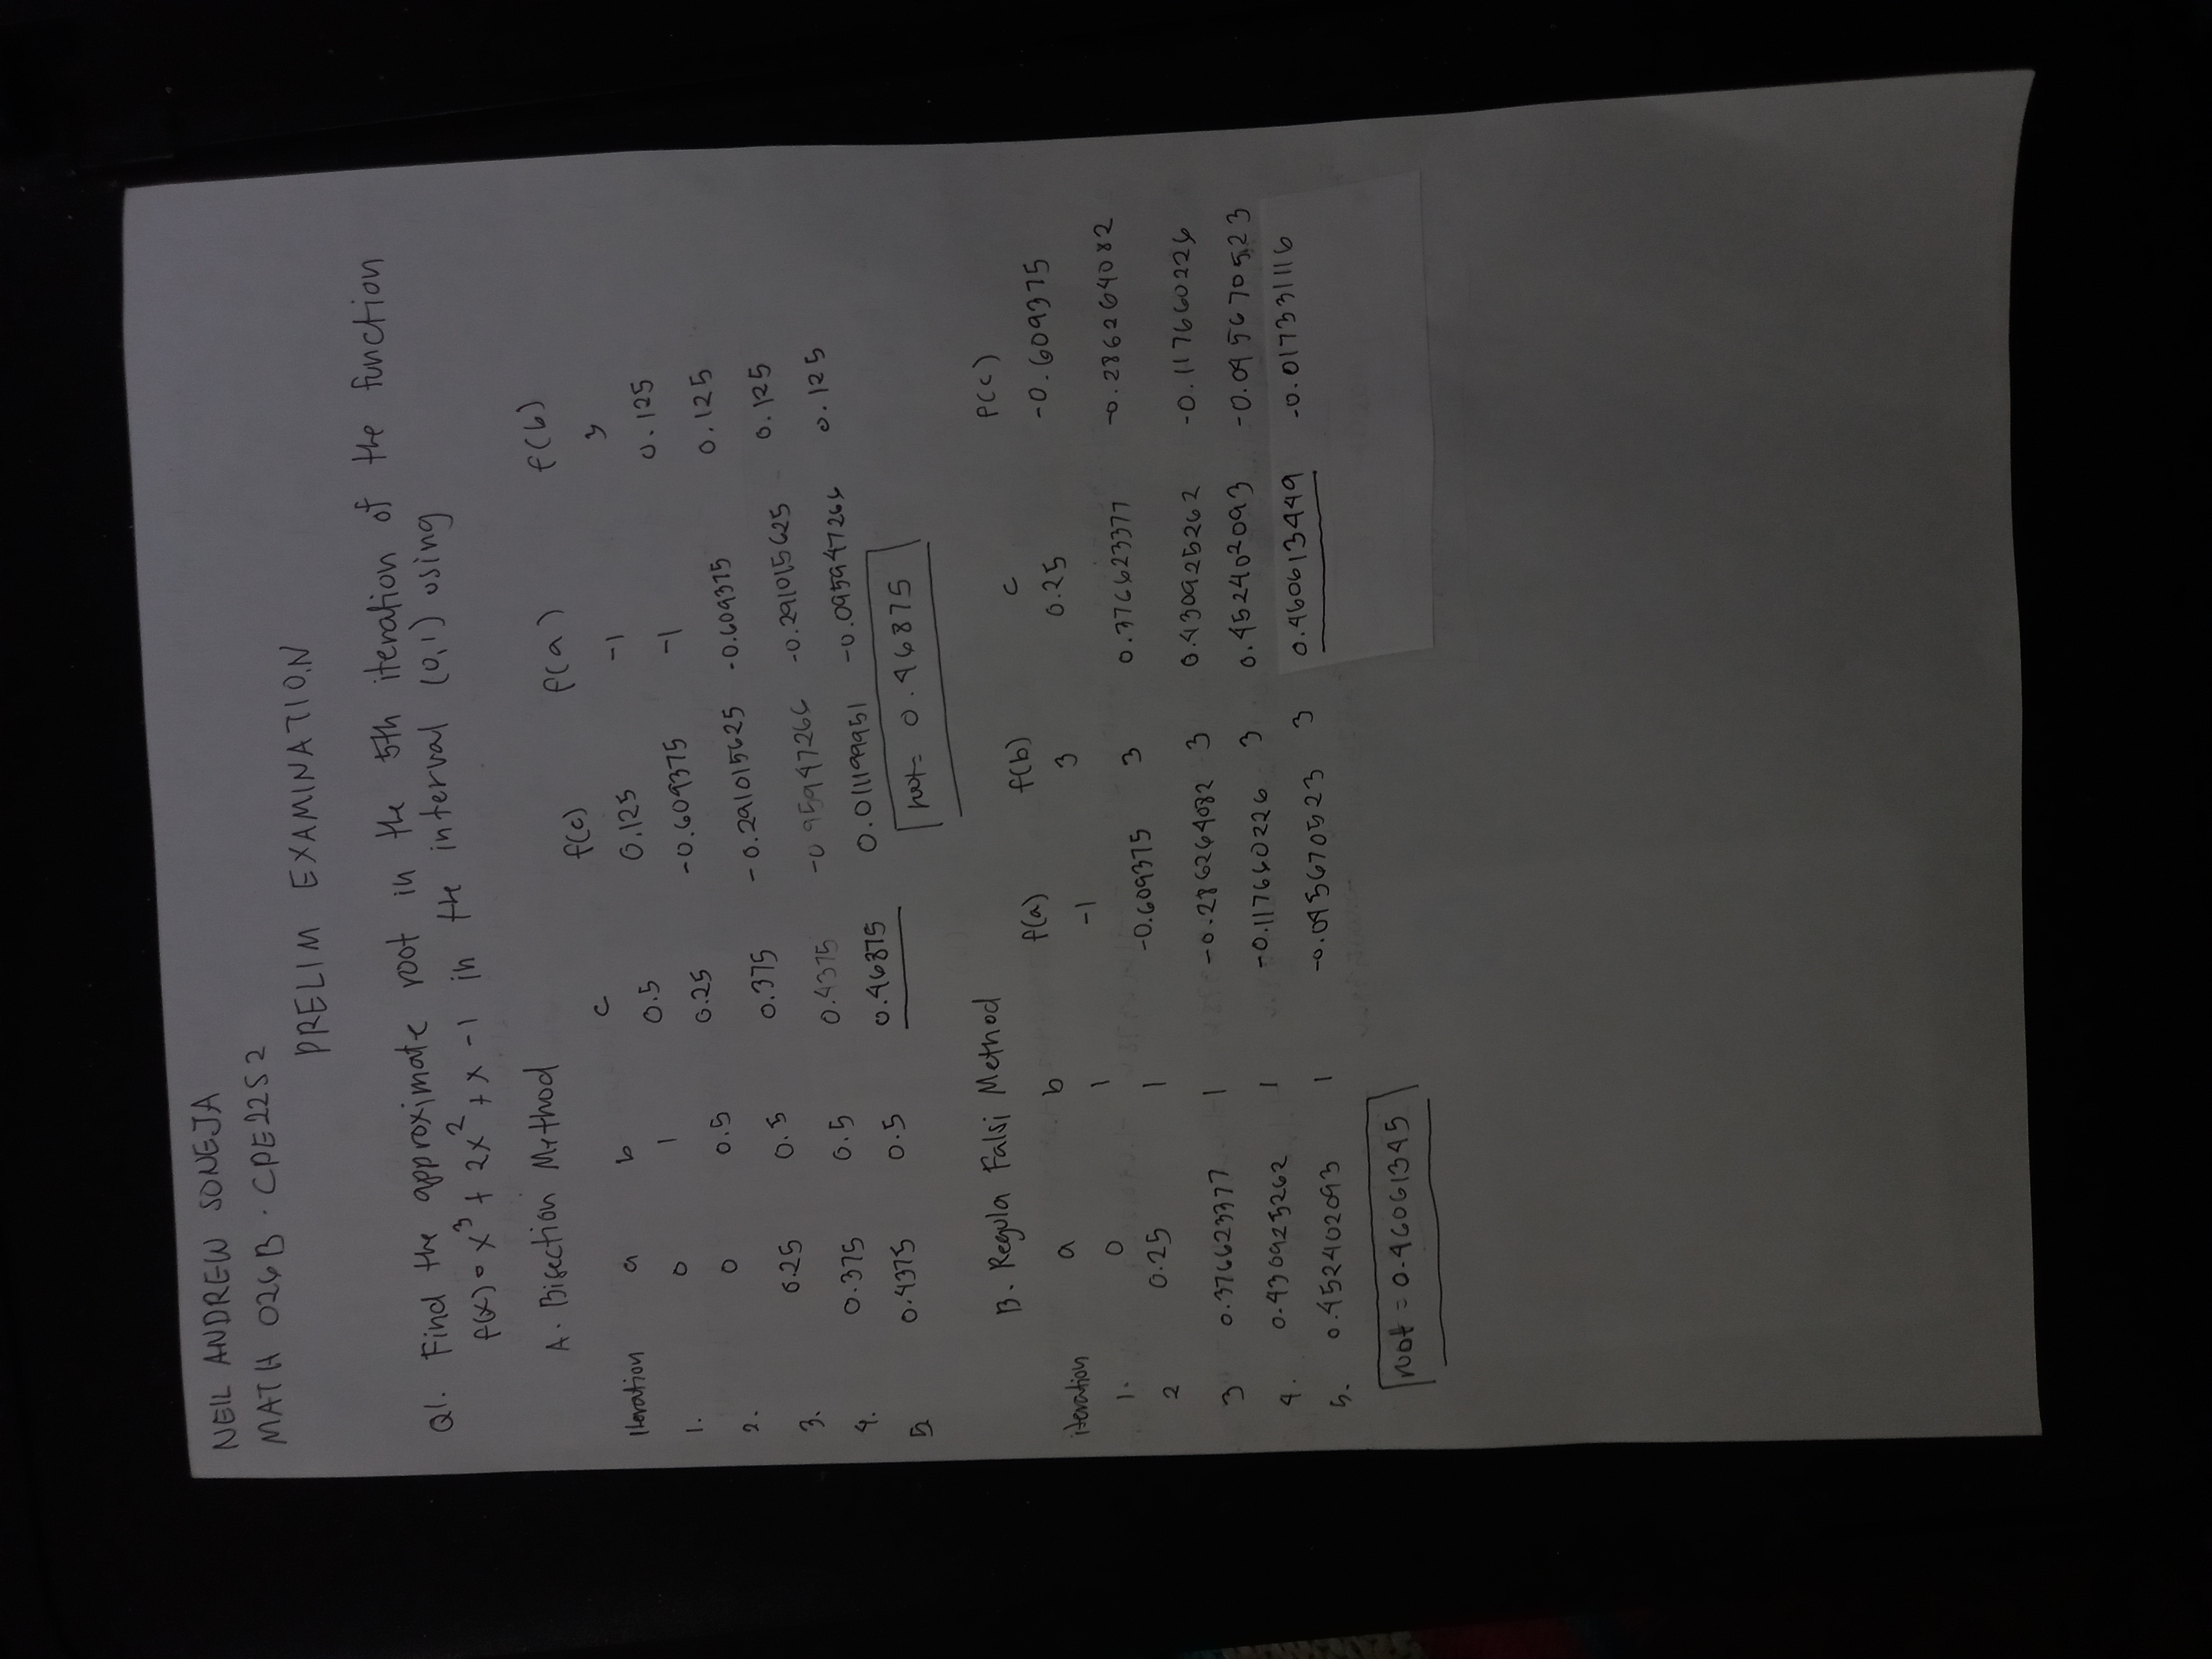 NEIL ANDREW SONEJA
MATH 026B · CPE22S2
PRELIM EXAMINATION
Q1. Find the approximate root in the 5th iteration of the function
f(x) = x³ + 2x² + x - 1 in the interval (0,1) using
A. Bisection Method
Iteration a b c f(c) f(a) f(b)
1. 0 1 0.5 0.125 -1 3
2. 0 0.5 0.25 -0.609375 -1 0.125
3. 0.25 0.5 0.375 -0.291015625 -0.609375 0.125
4. 0.375 0.5 0.4375 -0 95947266 -0.291015625 0.125
5. 0.4375 0.5 0.46875 0.011199951 -0.095947266 0.125
root = 0.46875
B. Regula Falsi Method
iteration a b f(a) f(b) c f(c)
1. 0 1 -1 3 0.25 -0.609375
2 0.25 1 -0.609375 3 0.376623377 -0.286264082
3 0.376623377 1 -0.286264082 3 0.430925262 -0.117660226
4. 0.430925262 1 -0.117660226 3 0.452402093 -0.045670523
5. 0.452402093 1 -0.045670523 3 0.460613449 -0.017331116
root = 0.46061345